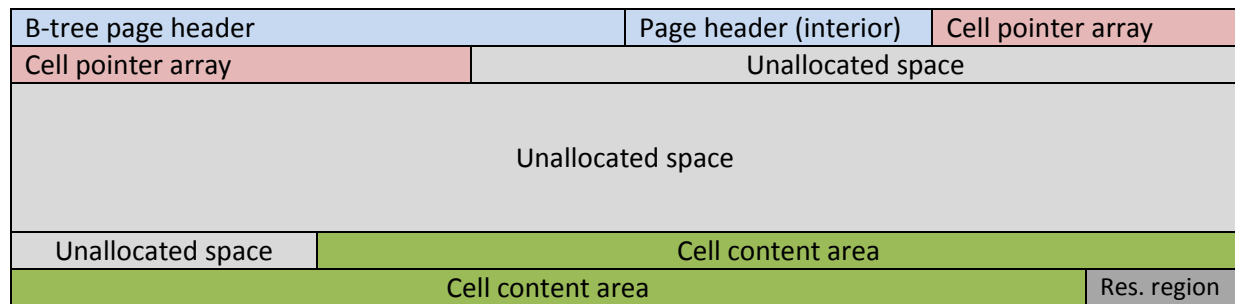 B-tree page header Page header (interior) Cell pointer array
Cell pointer array Unallocated space
Unallocated space
Unallocated space Cell content area
Cell content area Res. region